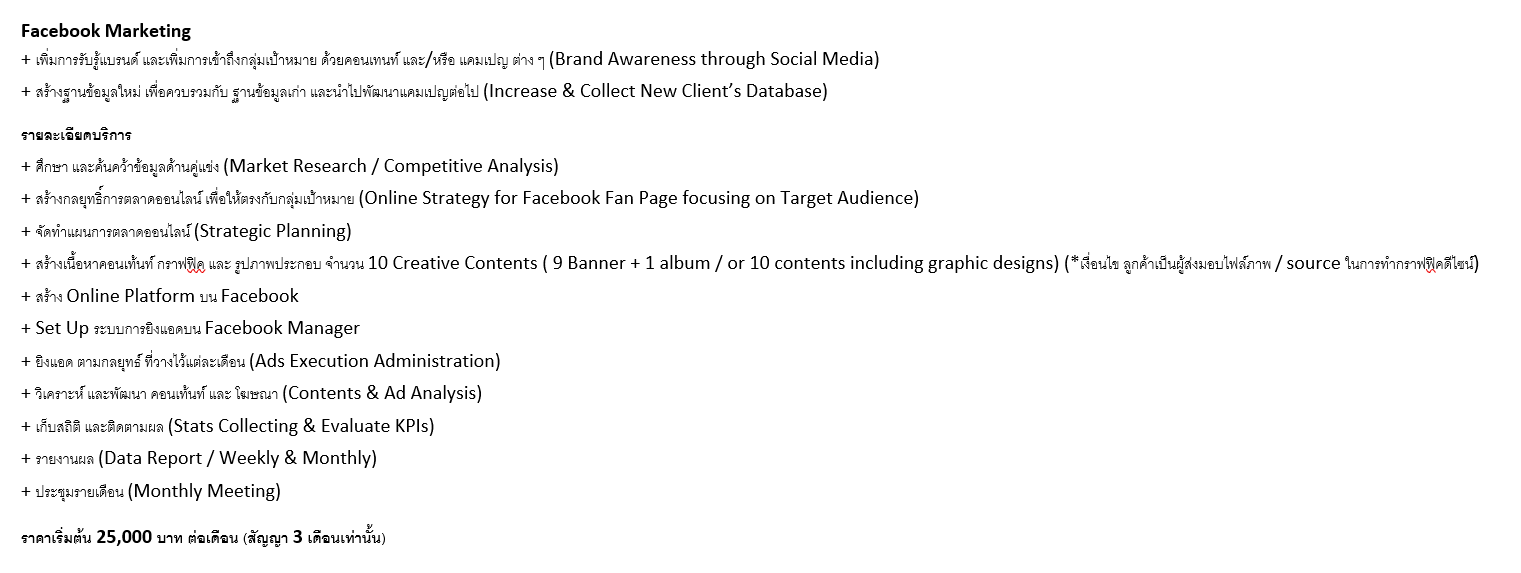 Facebook Marketing
+ เพิ่มการรับรู้แบรนด์ และเพิ่มการเข้าถึงกลุ่มเป้าหมาย ด้วยคอนเทนท์ และ/หรือ แคมเปญ ต่าง ๆ (Brand Awareness through Social Media)
+ สร้างฐานข้อมูลใหม่ เพื่อควบรวมกับ ฐานข้อมูลเก่า และนำไปพัฒนาแคมเปญต่อไป (Increase & Collect New Client’s Database)
รายละเอียดบริการ
+ ศึกษา และค้นคว้าข้อมูลด้านคู่แข่ง (Market Research / Competitive Analysis)
+ สร้างกลยุทธิ์การตลาดออนไลน์ เพื่อให้ตรงกับกลุ่มเป้าหมาย (Online Strategy for Facebook Fan Page focusing on Target Audience)
+ จัดทำแผนการตลาดออนไลน์ (Strategic Planning)
+ สร้างเนื้อหาคอนเท้นท์ กราฟฟิค และ รูปภาพประกอบ จำนวน 10 Creative Contents ( 9 Banner + 1 album / or 10 contents including graphic designs) (*เงื่อนไข ลูกค้าเป็นผู้ส่งมอบไฟล์ภาพ / source ในการทำกราฟฟิคดีไซน์)
+ สร้าง Online Platform บน Facebook
+ Set Up ระบบการยิงแอดบน Facebook Manager
+ ยิงแอด ตามกลยุทธ์ ที่วางไว้แต่ละเดือน (Ads Execution Administration)
+ วิเคราะห์ และพัฒนา คอนเท้นท์ และ โฆษณา (Contents & Ad Analysis)
+ เก็บสถิติ และติดตามผล (Stats Collecting & Evaluate KPIs)
+ รายงานผล (Data Report / Weekly & Monthly)
+ ประชุมรายเดือน (Monthly Meeting)
ราคาเริ่มต้น 25,000 บาท ต่อเดือน (สัญญา 3 เดือนเท่านั้น)